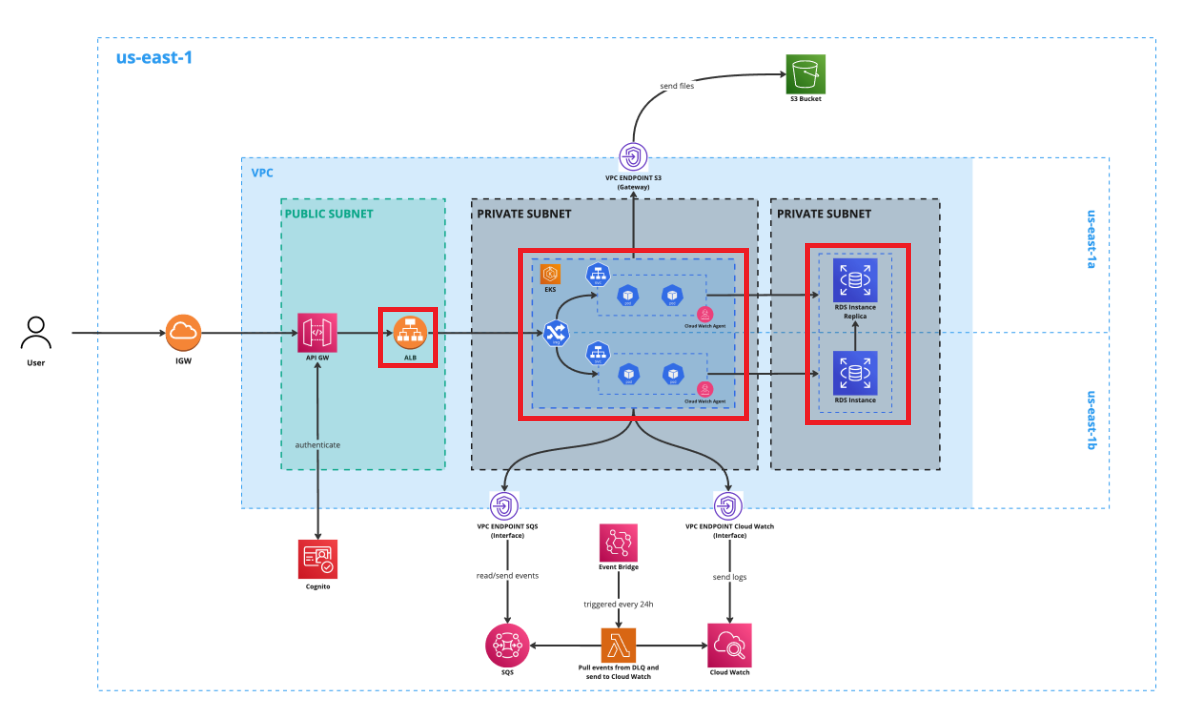 us-east-1
send files
S3 Bucket
VPC ENDPOINT S3
(Gateway)
VPC
PUBLIC SUBNET
PRIVATE SUBNET
PRIVATE SUBNET
us-east-1a
EKS
RDS Instance
Replica
Cloud Watch Agent
User
IGW
API GW
ALB
Cloud Watch Agent
RDS Instance
us-east-1b
authenticate
VPC ENDPOINT SQS
(Interface)
VPC ENDPOINT Cloud Watch
(Interface)
Event Bridge
Cognito
read/send events
send logs
triggered every 24h
SQS
Pull events from DLQ and
send to Cloud Watch
Cloud Watch